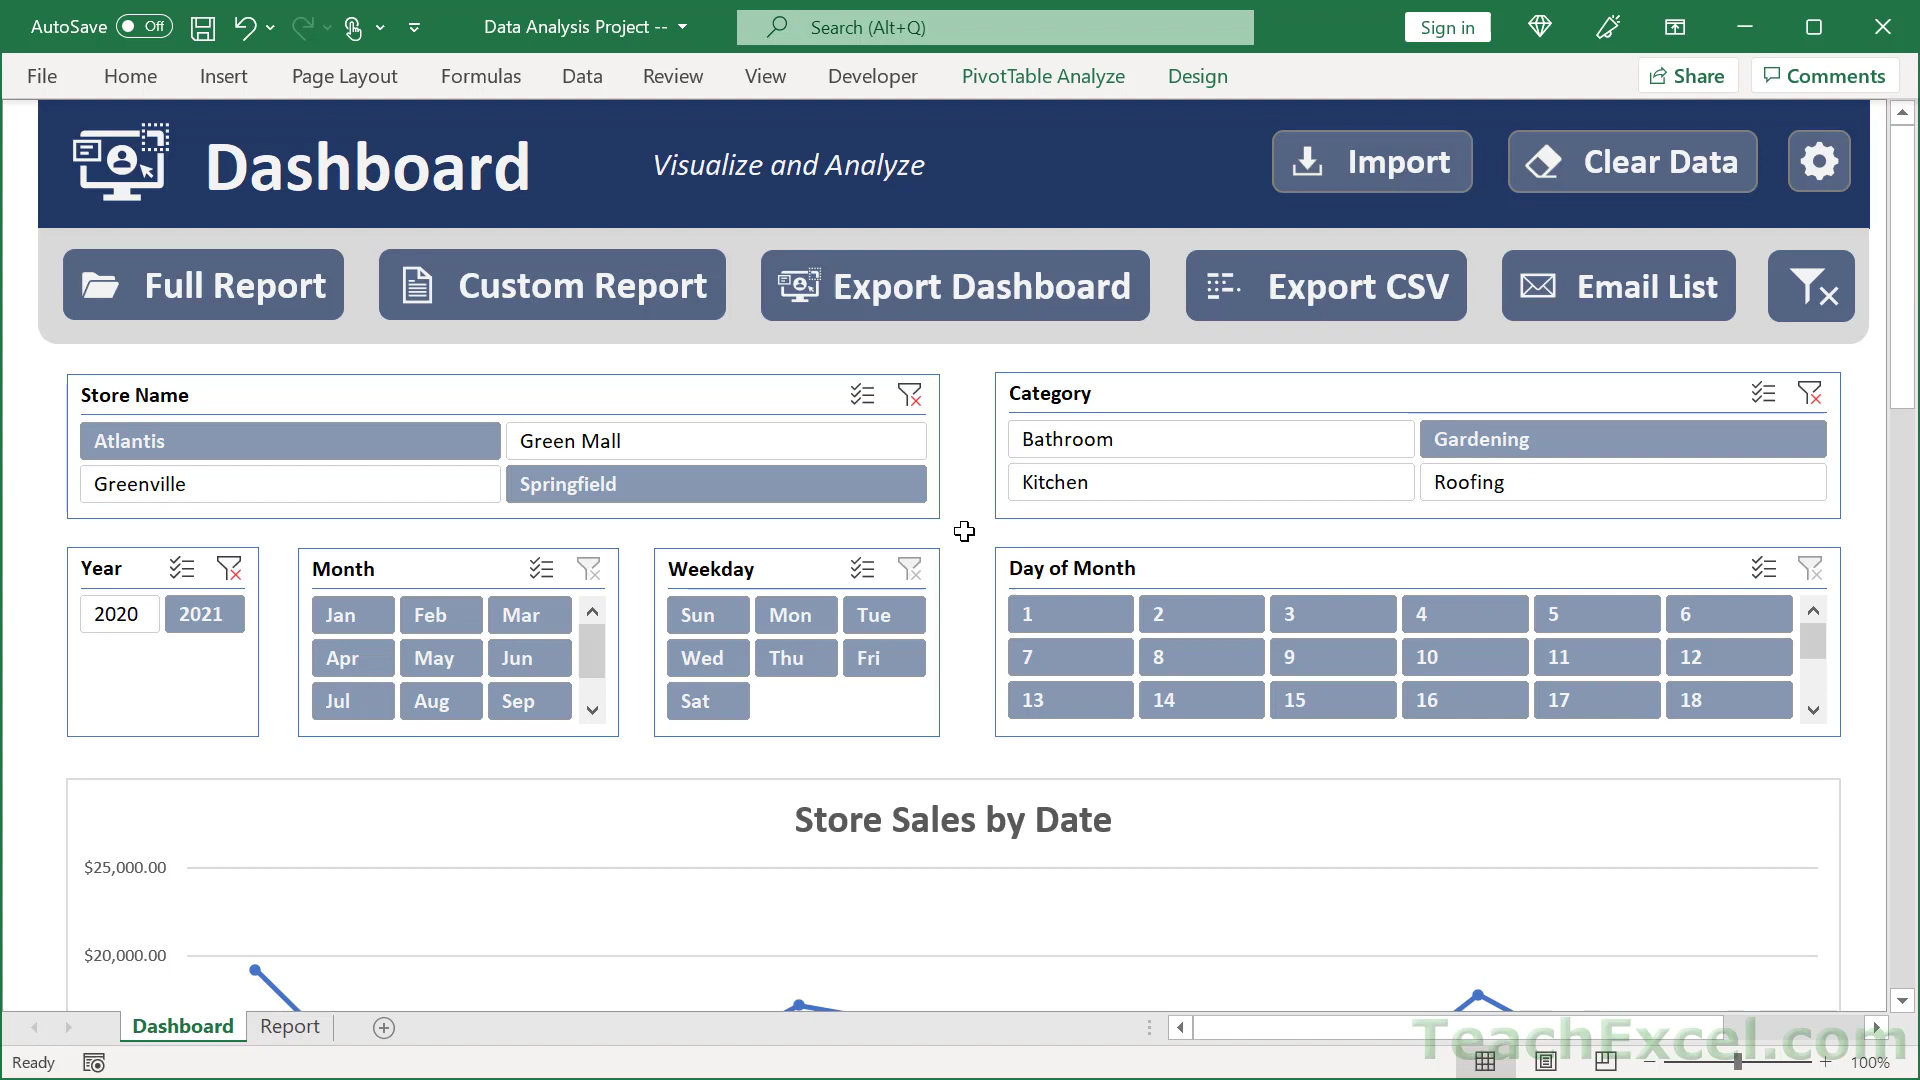 AutoSave Off Data Analysis Project -- Search (Alt+Q) Sign in
File Home Insert Page Layout Formulas Data Review View Developer PivotTable Analyze Design Share Comments
Dashboard Visualize and Analyze Import Clear Data
Full Report Custom Report Export Dashboard Export CSV Email List
Store Name
Atlantis Green Mall
Greenville Springfield
Category
Bathroom Gardening
Kitchen Roofing
Year
2020 2021
Month
Jan Feb Mar
Apr May Jun
Jul Aug Sep
Weekday
Sun Mon Tue
Wed Thu Fri
Sat
Day of Month
1 2 3 4 5 6
7 8 9 10 11 12
13 14 15 16 17 18
Store Sales by Date
$25,000.00
$20,000.00
Dashboard Report
TeachExcel.com
Ready 100%